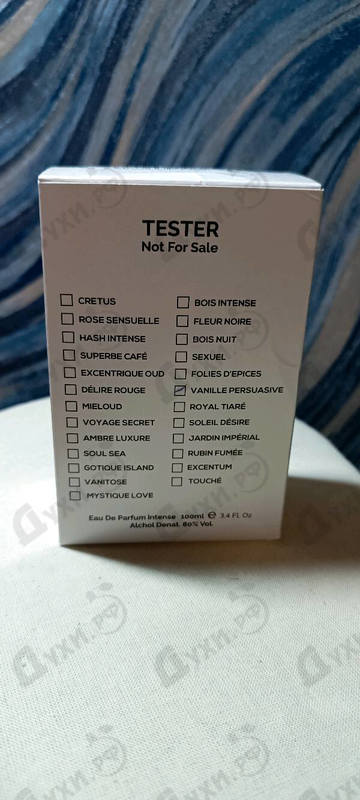 TESTER
Not For Sale
CRETUS
ROSE SENSUELLE
HASH INTENSE
SUPERBE CAFÉ
EXCENTRIQUE OUD
DÉLIRE ROUGE
MIELOUD
VOYAGE SECRET
AMBRE LUXURE
SOUL SEA
GOTIQUE ISLAND
VANITOSE
MYSTIQUE LOVE
BOIS INTENSE
FLEUR NOIRE
BOIS NUIT
SEXUEL
FOLIES D'EPICES
VANILLE PERSUASIVE
ROYAL TIARÉ
SOLEIL DÉSIRE
JARDIN IMPÉRIAL
RUBIN FUMÉE
EXCENTUM
TOUCHÉ
Eau De Parfum Intense 100ml ℮ 3.4 FL Oz
Alchol Denat. 80% Vol.
Духи.рф